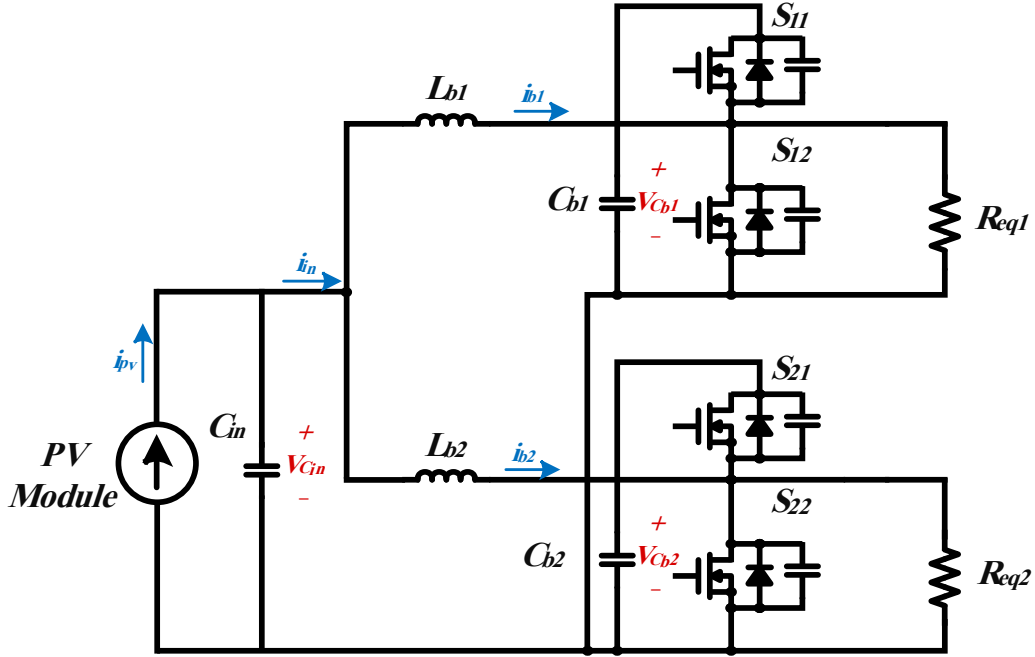 S11
Lb1
ib1
S12
Cb1
+
VCb1
–
Req1
iin
ipv
S21
Cin
+
VCin
–
PV
Module
Lb2
ib2
S22
Cb2
+
VCb2
–
Req2